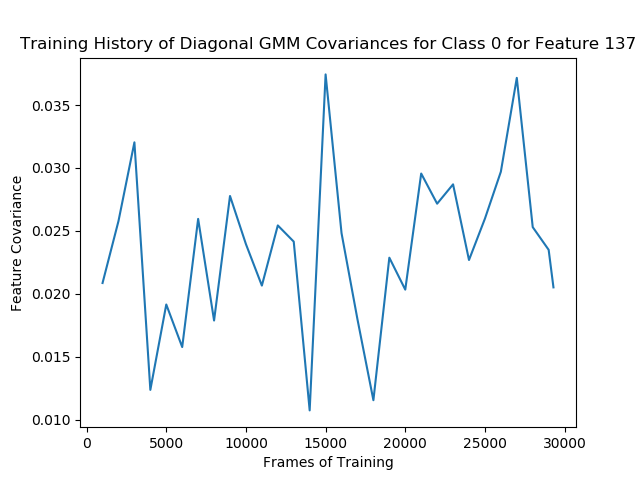 Training History of Diagonal GMM Covariances for Class 0 for Feature 137
0.035
0.030
0.025
0.020
0.015
0.010
Feature Covariance
0 5000 10000 15000 20000 25000 30000
Frames of Training